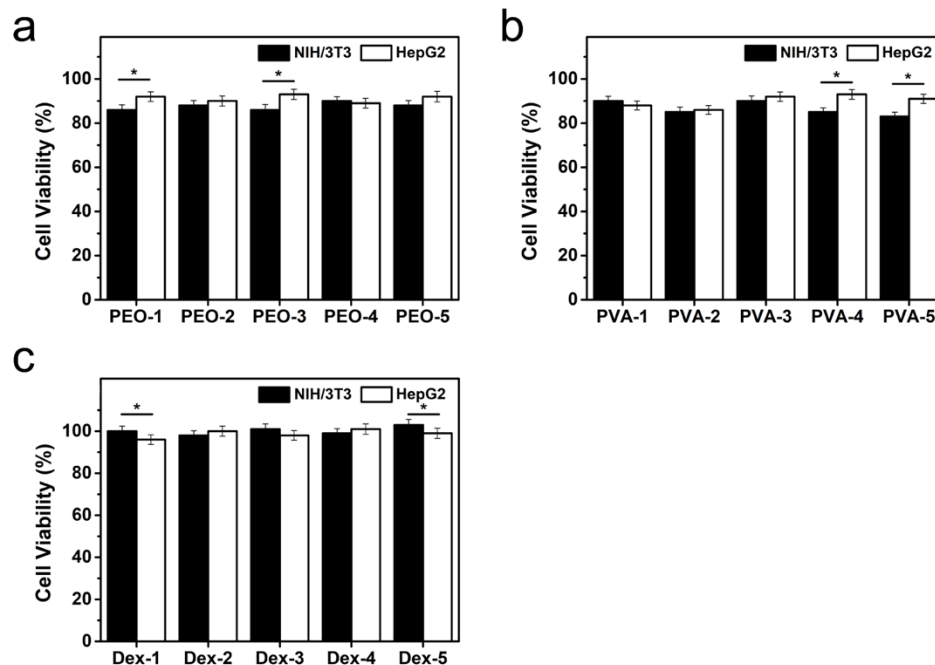 a
NIH/3T3 HepG2
Cell Viability (%)
100
80
60
40
20
0
* *
PEO-1 PEO-2 PEO-3 PEO-4 PEO-5
b
NIH/3T3 HepG2
Cell Viability (%)
100
80
60
40
20
0
* *
PVA-1 PVA-2 PVA-3 PVA-4 PVA-5
c
NIH/3T3 HepG2
Cell Viability (%)
100
80
60
40
20
0
* *
Dex-1 Dex-2 Dex-3 Dex-4 Dex-5